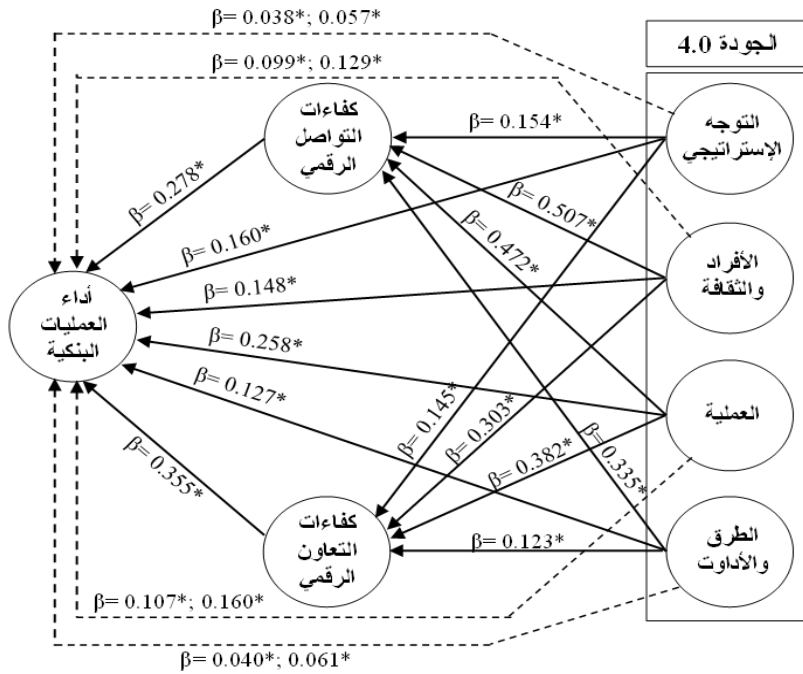 β= 0.038*; 0.057*
الجودة 4.0
β= 0.099*; 0.129*
كفاءات
التواصل
الرقمي
التوجه
الإستراتيجي
β= 0.154*
β= 0.278*
β= 0.507*
β= 0.160*
β= 0.472*
الأفراد
والثقافة
أداء
العمليات
البنكية
β= 0.148*
β= 0.258*
β= 0.127*
β= 0.145*
β= 0.303*
العملية
β= 0.382*
β= 0.335*
β= 0.355*
كفاءات
التعاون
الرقمي
β= 0.123*
الطرق
والأداوت
β= 0.107*; 0.160*
β= 0.040*; 0.061*